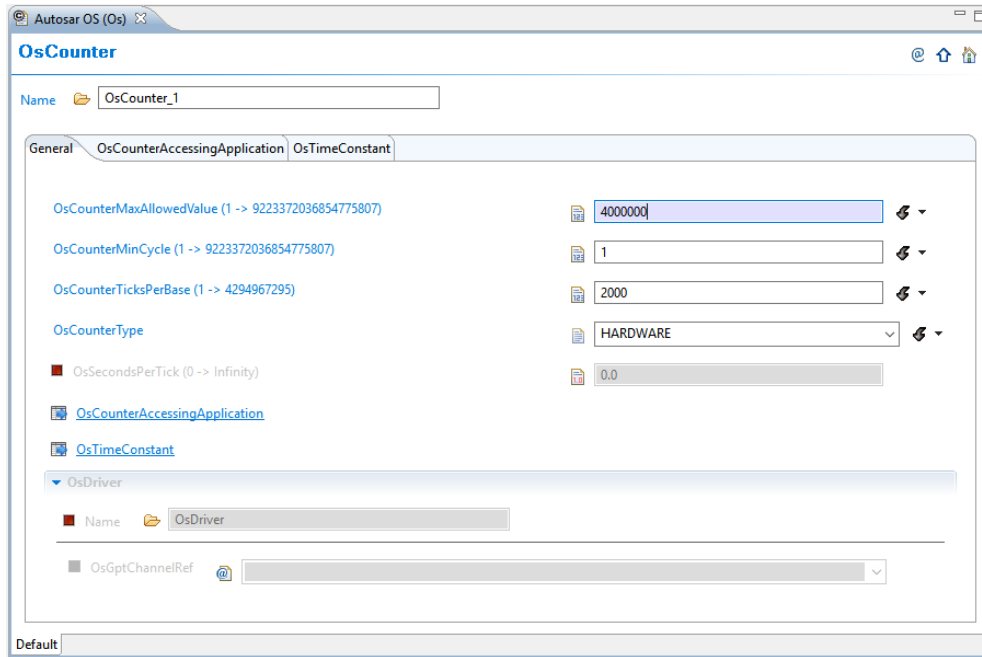 Autosar OS (Os)
OsCounter
Name OsCounter_1
General OsCounterAccessingApplication OsTimeConstant
OsCounterMaxAllowedValue (1 -> 9223372036854775807) 4000000
OsCounterMinCycle (1 -> 9223372036854775807) 1
OsCounterTicksPerBase (1 -> 4294967295) 2000
OsCounterType HARDWARE
OsSecondsPerTick (0 -> Infinity) 0.0
OsCounterAccessingApplication
OsTimeConstant
OsDriver
Name OsDriver
OsGptChannelRef
Default